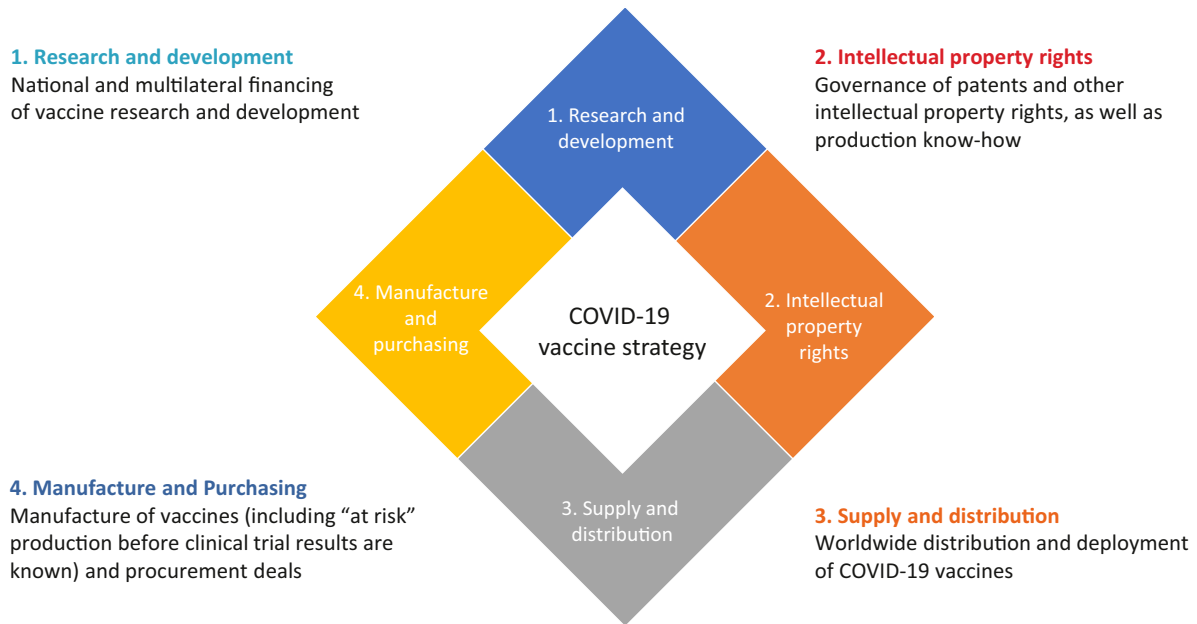 1. Research and development
National and multilateral financing
of vaccine research and development
2. Intellectual property rights
Governance of patents and other
intellectual property rights, as well as
production know-how
1. Research and
development
4. Manufacture
and
purchasing
COVID-19
vaccine strategy
2. Intellectual
property
rights
3. Supply and
distribution
4. Manufacture and Purchasing
Manufacture of vaccines (including “at risk”
production before clinical trial results are
known) and procurement deals
3. Supply and distribution
Worldwide distribution and deployment
of COVID-19 vaccines